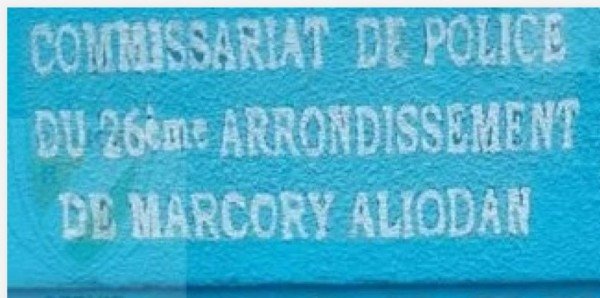 COMMISSARIAT DE POLICE
DU 26ème ARRONDISSEMENT
DE MARCORY ALIODAN